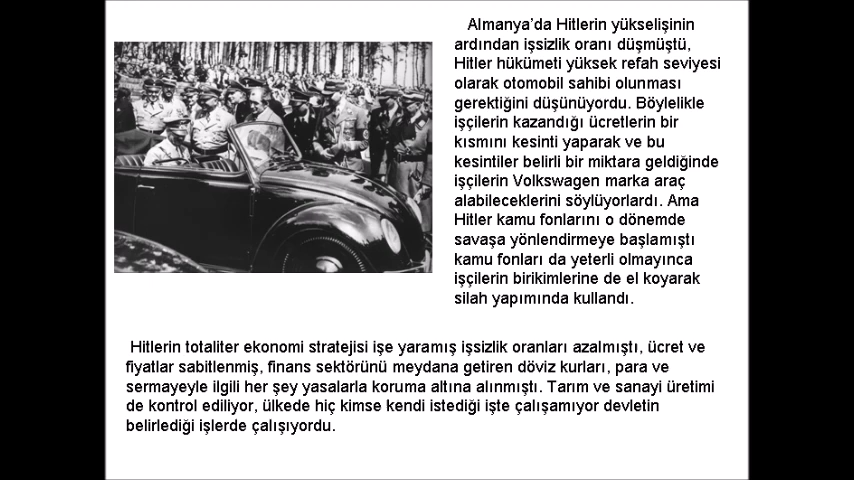 Almanya'da Hitlerin yükselişinin
ardından işsizlik oranı düşmüştü,
Hitler hükümeti yüksek refah seviyesi
olarak otomobil sahibi olunması
gerektiğini düşünüyordu. Böylelikle
işçilerin kazandığı ücretlerin bir
kısmını kesinti yaparak ve bu
kesintiler belirli bir miktara geldiğinde
işçilerin Volkswagen marka araç
alabileceklerini söylüyorlardı. Ama
Hitler kamu fonlarını o dönemde
savaşa yönlendirmeye başlamıştı
kamu fonları da yeterli olmayınca
işçilerin birikimlerine de el koyarak
silah yapımında kullandı.
Hitlerin totaliter ekonomi stratejisi işe yaramış işsizlik oranları azalmıştı, ücret ve
fiyatlar sabitlenmiş, finans sektörünü meydana getiren döviz kurları, para ve
sermayeyle ilgili her şey yasalarla koruma altına alınmıştı. Tarım ve sanayi üretimi
de kontrol ediliyor, ülkede hiç kimse kendi istediği işte çalışamıyor devletin
belirlediği işlerde çalışıyordu.